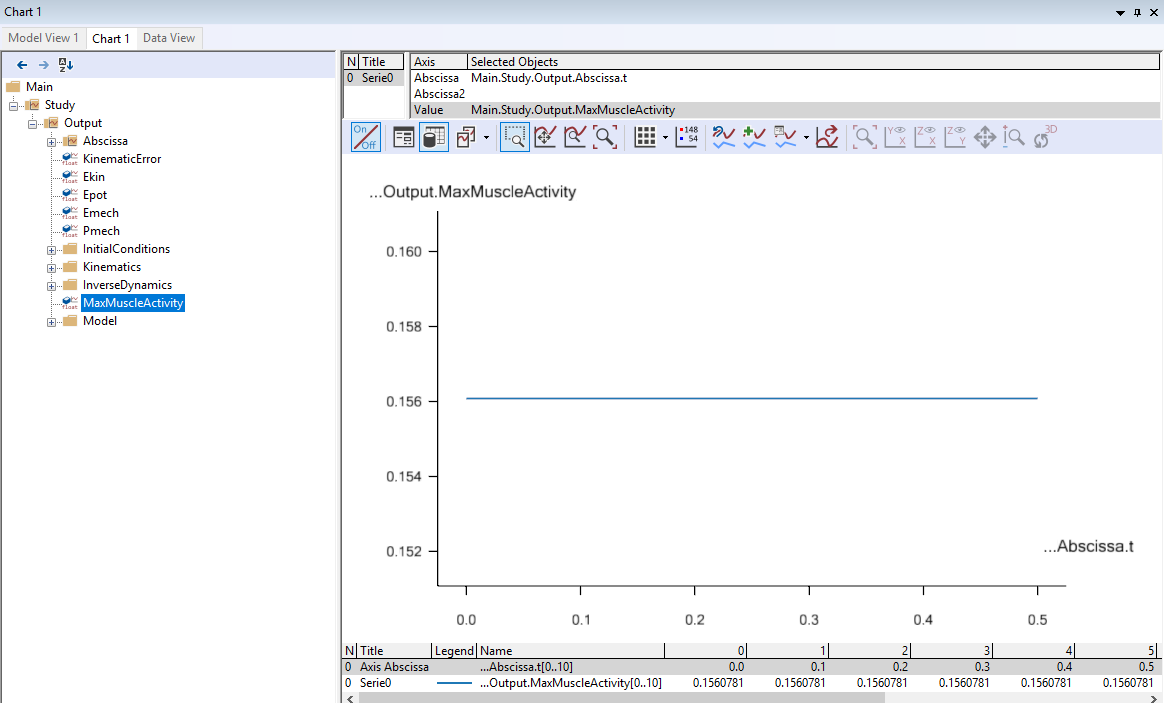 Chart 1
Model View 1 Chart 1 Data View
Main
Study
Output
Abscissa
float KinematicError
float Ekin
float Epot
float Emech
float Pmech
InitialConditions
Kinematics
InverseDynamics
float MaxMuscleActivity
Model
N Title
0 Serie0
Axis Selected Objects
Abscissa Main.Study.Output.Abscissa.t
Abscissa2
Value Main.Study.Output.MaxMuscleActivity
On/Off
148
54
Y X
Z X
Z Y
3D
...Output.MaxMuscleActivity
0.160
0.158
0.156
0.154
0.152
...Abscissa.t
0.0 0.1 0.2 0.3 0.4 0.5
N Title Legend Name 0 1 2 3 4 5
0 Axis Abscissa ...Abscissa.t[0..10] 0.0 0.1 0.2 0.3 0.4 0.5
0 Serie0 ...Output.MaxMuscleActivity[0..10] 0.1560781 0.1560781 0.1560781 0.1560781 0.1560781 0.1560781